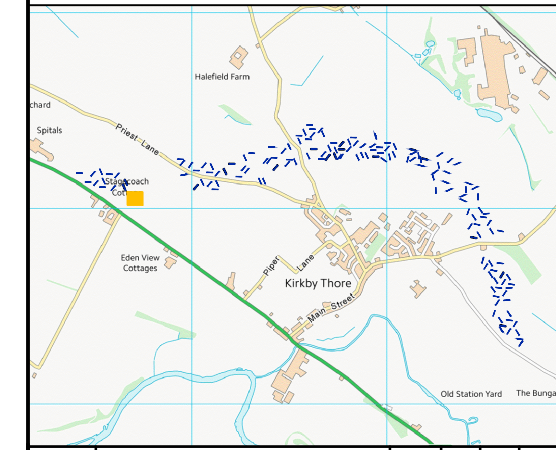 Halefield Farm
chard
Priest Lane
Spitals
Stagecoach
Eden View
Cottages
Piper Lane
Kirkby Thore
Main Street
Old Station Yard
The Bunga